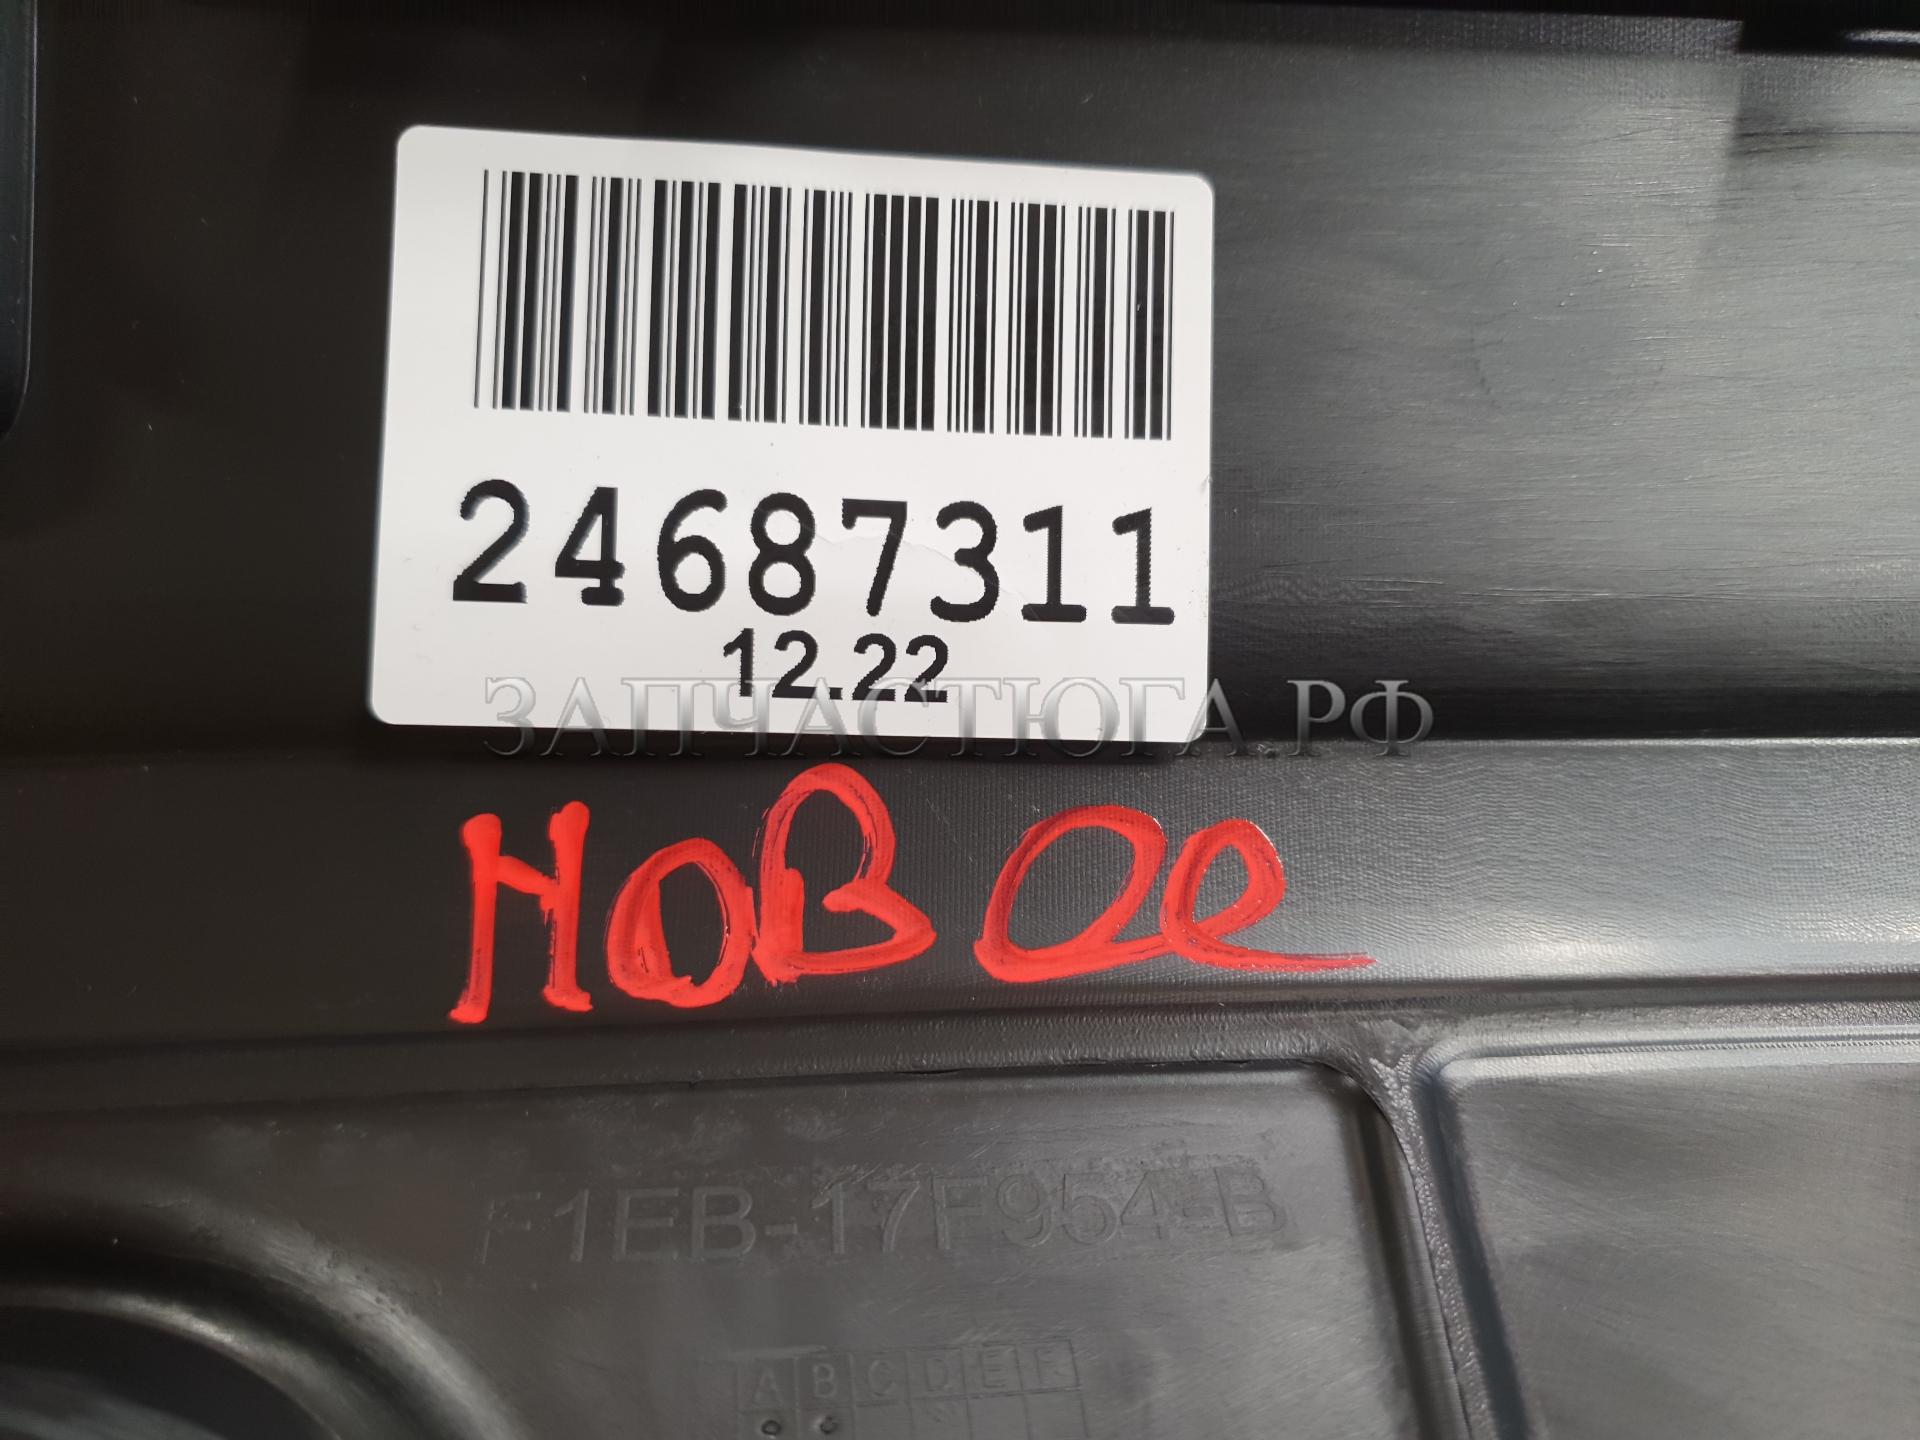 24687311
12.22
ЗАПЧАСТЮГА.РФ
новое
F1EB-17F954-B
A B C D E F